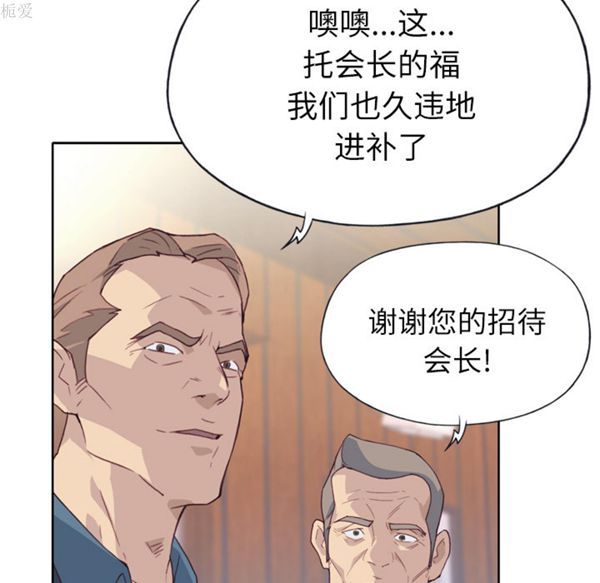 栀爱
噢噢...这...
托会长的福
我们也久违地
进补了
谢谢您的招待
会长!